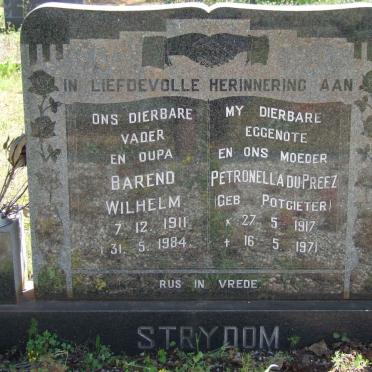 IN LIEFDEVOLLE HERINNERING AAN
ONS DIERBARE
VADER
EN OUPA
BAREND
WILHELM
7. 12. 1911
31. 5. 1984
MY DIERBARE
EGGENOTE
EN ONS MOEDER
PETRONELLA DU PREEZ
(GEB POTGIETER)
* 27. 5. 1917
+ 16. 5. 1971
RUS IN VREDE
STRYDOM